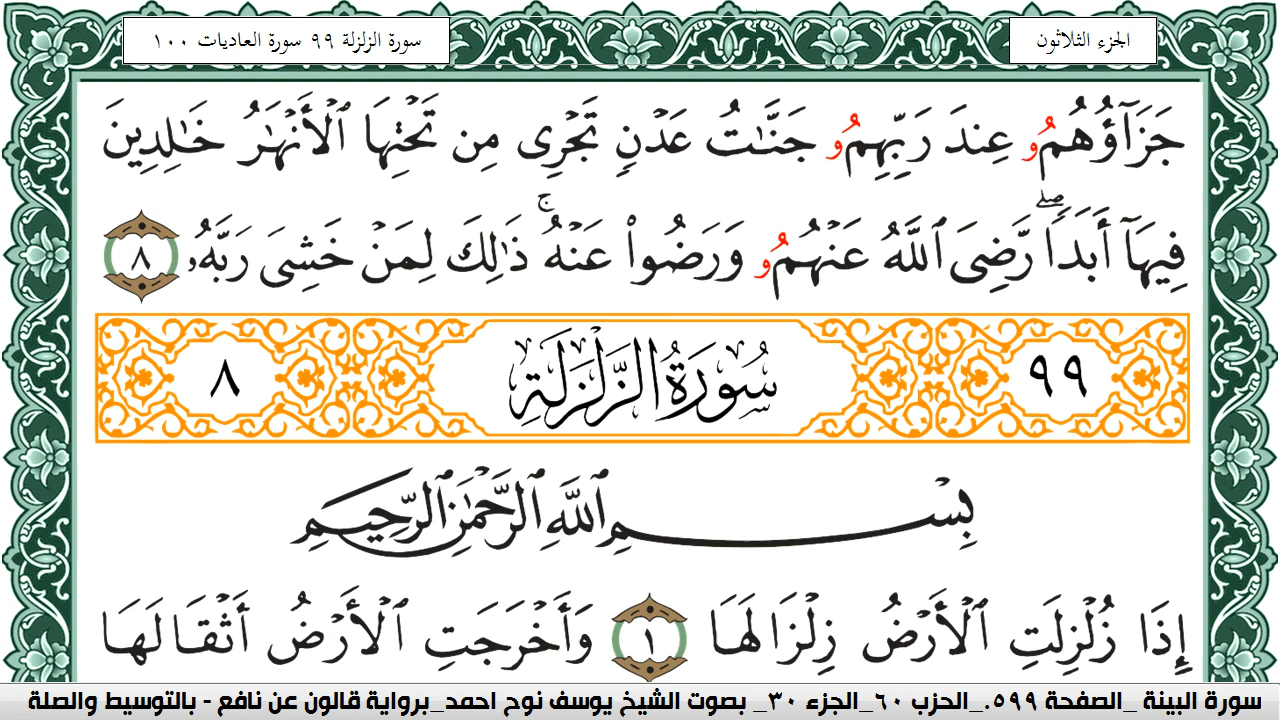 الجزء الثلاثون
سورة الزلزلة ٩٩ سورة العاديات ١٠٠
جَزَآؤُهُمُو عِندَ رَبِّهِمُو جَنَّٰتُ عَدْنٖ تَجْرِى مِن تَحْتِهَا ٱلْأَنْهَٰرُ خَٰلِدِينَ
فِيهَآ أَبَدࣰاۖ رَّضِىَ ٱللَّهُ عَنْهُمُو وَرَضُواْ عَنْهُۚ ذَٰلِكَ لِمَنْ خَشِىَ رَبَّهُۥ ٨
٩٩
سُورَةُ الزَّلْزَلَةِ
٨
بِسْمِ ٱللَّهِ ٱلرَّحْمَٰنِ ٱلرَّحِيمِ
إِذَا زُلْزِلَتِ ٱلْأَرْضُ زِلْزَالَهَا ١ وَأَخْرَجَتِ ٱلْأَرْضُ أَثْقَالَهَا
سورة البينة _الصفحة ٥٩٩._الحزب ٦٠_الجزء ٣٠_ بصوت الشيخ يوسف نوح احمد_برواية قالون عن نافع - بالتوسيط والصلة